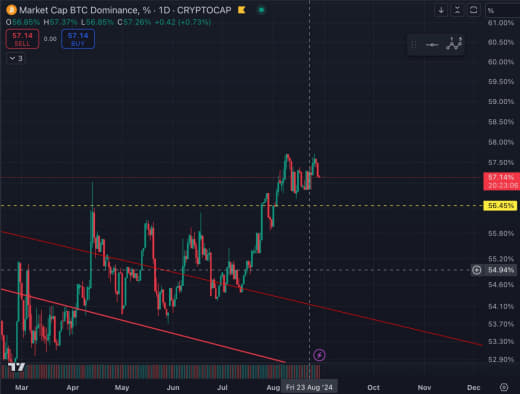 Market Cap BTC Dominance, % · 1D · CRYPTOCAP
O56.85% H57.37% L56.85% C57.26% +0.42 (+0.73%)
57.14
SELL
0.00
57.14
BUY
3
%
61.00%
60.50%
60.00%
59.50%
59.00%
58.50%
58.00%
57.50%
57.14%
20:23:06
56.45%
55.80%
55.20%
54.94%
54.60%
54.10%
53.70%
53.30%
52.90%
Mar
Apr
May
Jun
Jul
Aug
Fri 23 Aug '24
Oct
Nov
Dec